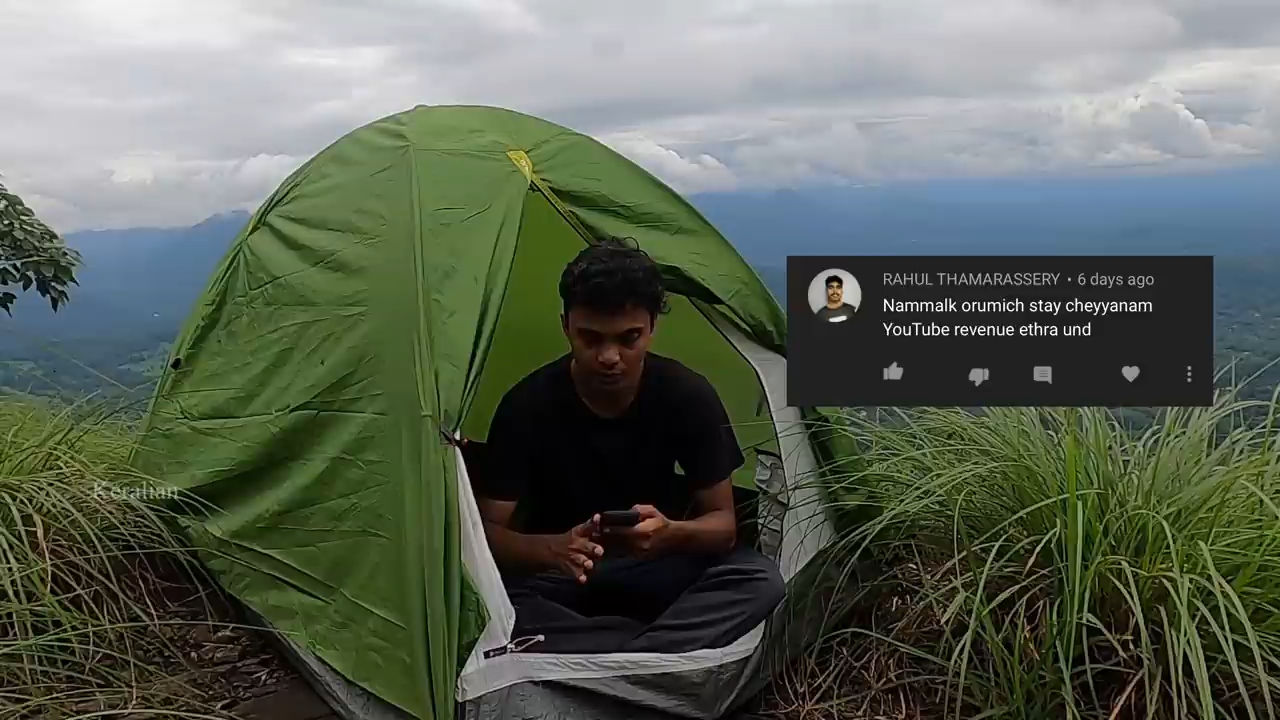 RAHUL THAMARASSERY • 6 days ago
Nammalk orumich stay cheyyanam
YouTube revenue ethra und
Keralian